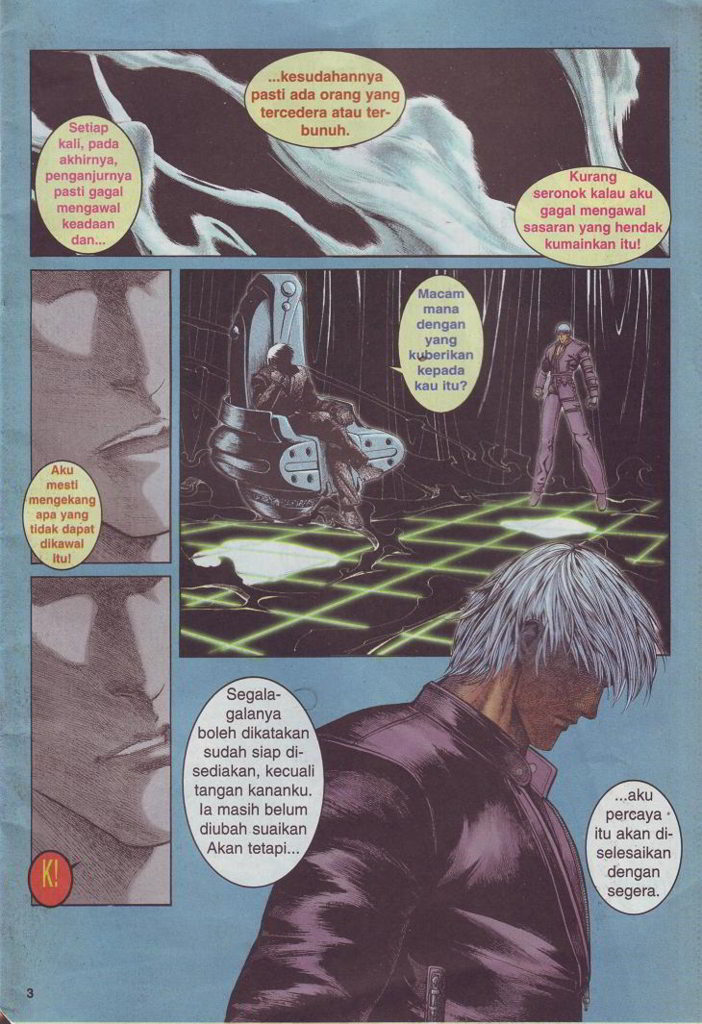 Setiap
kali, pada
akhirnya,
penganjurnya
pasti gagal
mengawal
keadaan
dan...
...kesudahannya
pasti ada orang yang
tercedera atau ter-
bunuh.
Kurang
seronok kalau aku
gagal mengawal
sasaran yang hendak
kumainkan itu!
Macam
mana
dengan
yang
kuberikan
kepada
kau itu?
Aku
mesti
mengekang
apa yang
tidak dapat
dikawal
Itu!
K!
Segala-
galanya
boleh dikatakan
sudah siap di-
sediakan, kecuali
tangan kananku.
Ia masih belum
diubah suaikan
Akan tetapi...
...aku
percaya
itu akan di-
selesaikan
dengan
segera.
3